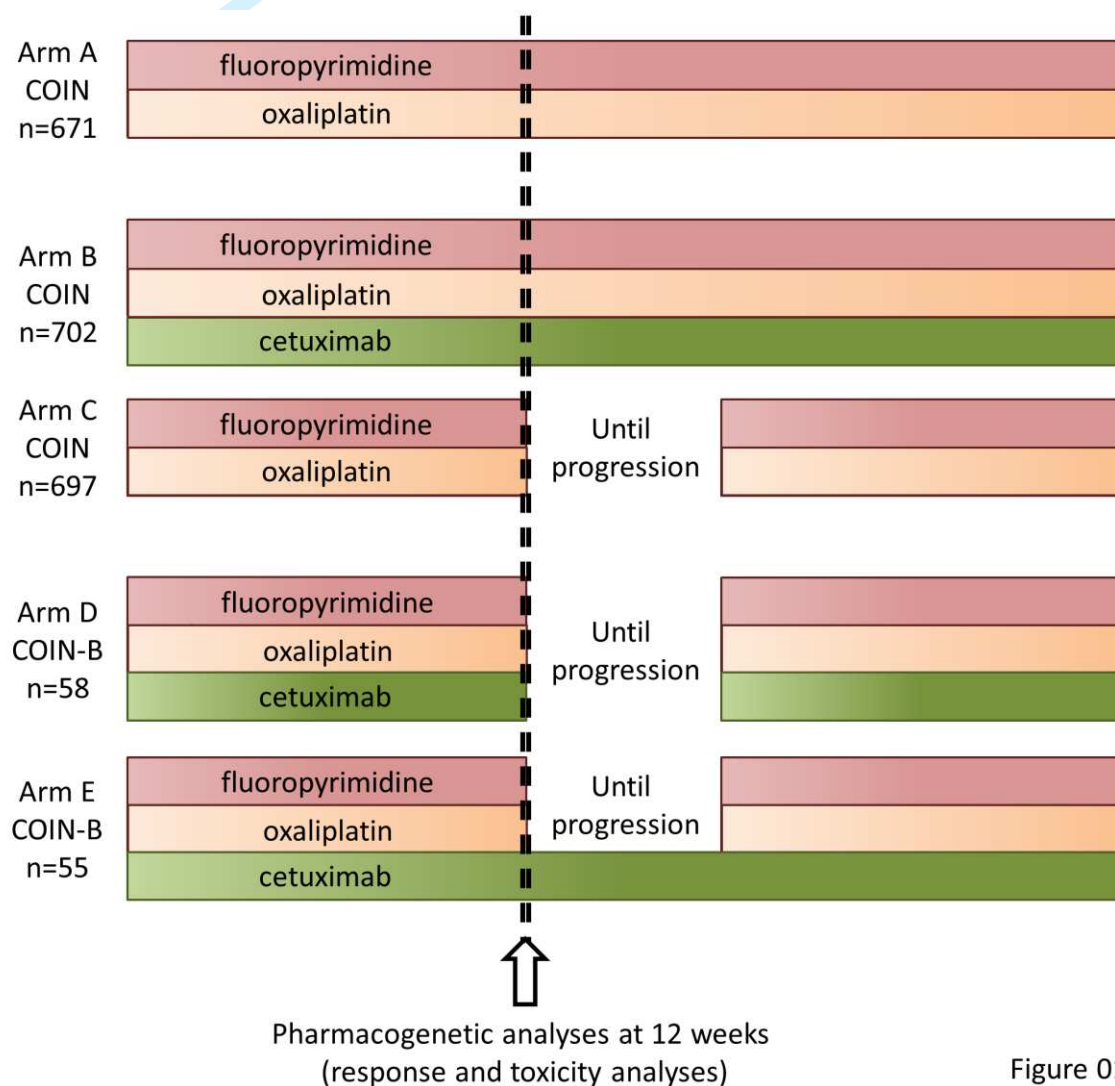 Arm A
COIN
n=671
fluoropyrimidine
oxaliplatin
Arm B
COIN
n=702
fluoropyrimidine
oxaliplatin
cetuximab
Arm C
COIN
n=697
fluoropyrimidine
oxaliplatin
Until
progression
Arm D
COIN-B
n=58
fluoropyrimidine
oxaliplatin
cetuximab
Until
progression
Arm E
COIN-B
n=55
fluoropyrimidine
oxaliplatin
cetuximab
Until
progression
Pharmacogenetic analyses at 12 weeks
(response and toxicity analyses)
Figure 0